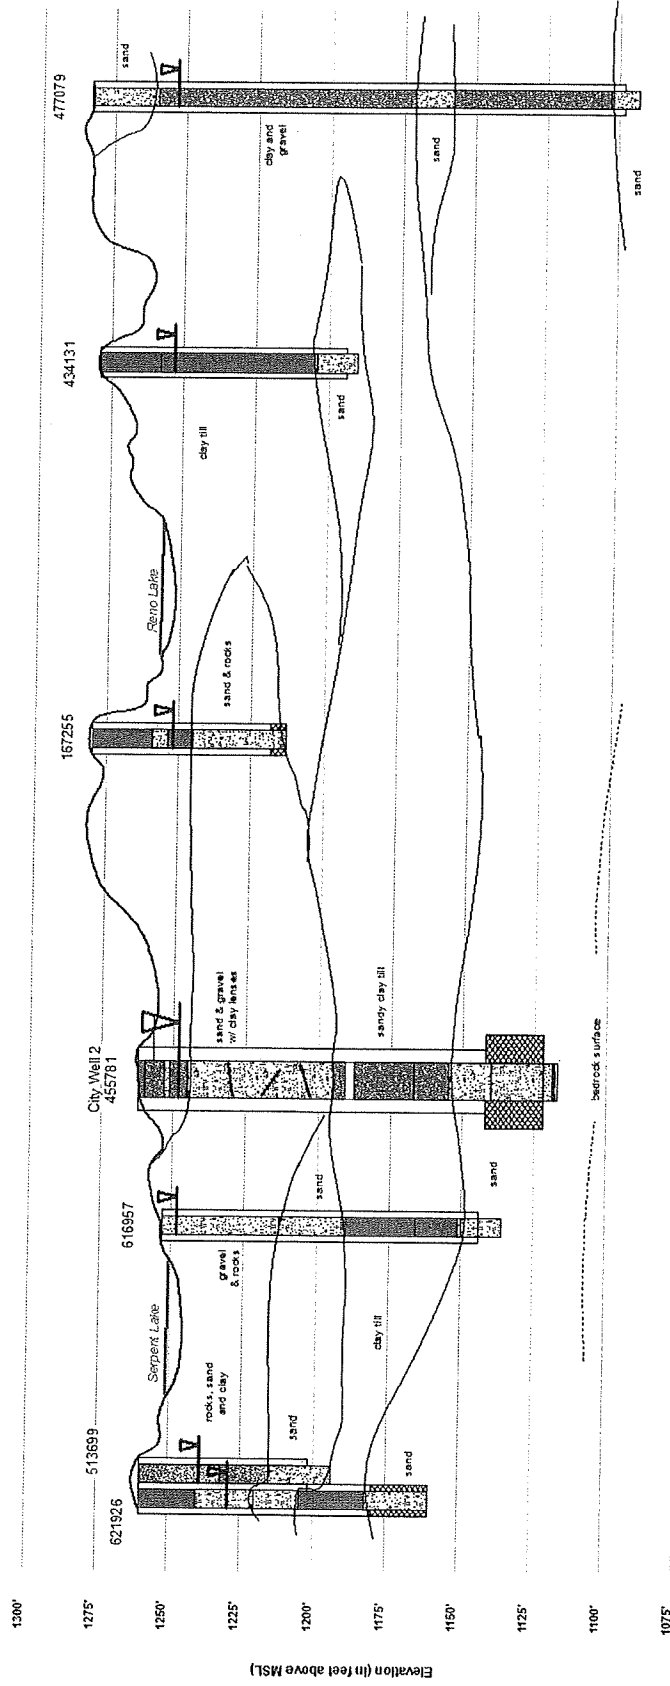 Elevation (in feet above MSL)
1300'
1275'
1250'
1225'
1200'
1175'
1150'
1125'
1100'
1075'
621926
513699
Serpent Lake
616957
City Well 2
455781
167255
Reno Lake
434131
477079
rocks, sand
and clay
sand
sand
clay till
gravel
& rocks
sand
sand
sand & gravel
w/ clay lenses
sandy clay till
bedrock surface
sand & rocks
clay till
sand
clay and
gravel
sand
sand
sand